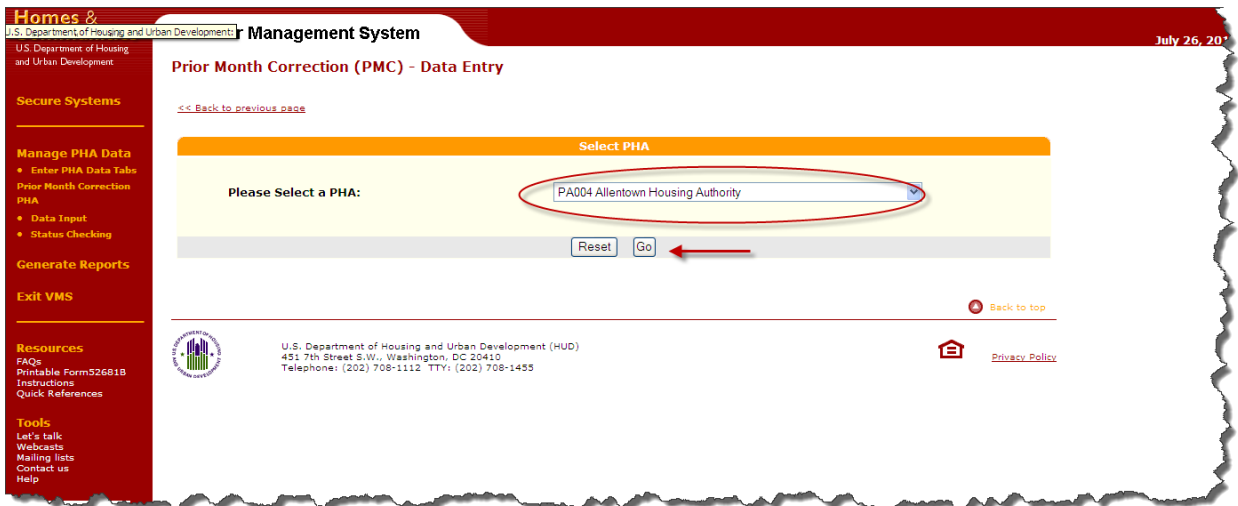 Homes &
U.S. Department of Housing and Urban Development:
r Management System
U.S. Department of Housing
and Urban Development
July 26, 201
Prior Month Correction (PMC) - Data Entry
Secure Systems
<< Back to previous page
Select PHA
Manage PHA Data
• Enter PHA Data Tabs
Prior Month Correction
PHA
• Data Input
• Status Checking
Please Select a PHA:
PA004 Allentown Housing Authority
Reset
Go
Generate Reports
Exit VMS
Back to top
U.S. Department of Housing and Urban Development (HUD)
451 7th Street S.W., Washington, DC 20410
Telephone: (202) 708-1112 TTY: (202) 708-1455
Privacy Policy
Resources
FAQs
Printable Form52681B
Instructions
Quick References
Tools
Let's talk
Webcasts
Mailing lists
Contact us
Help